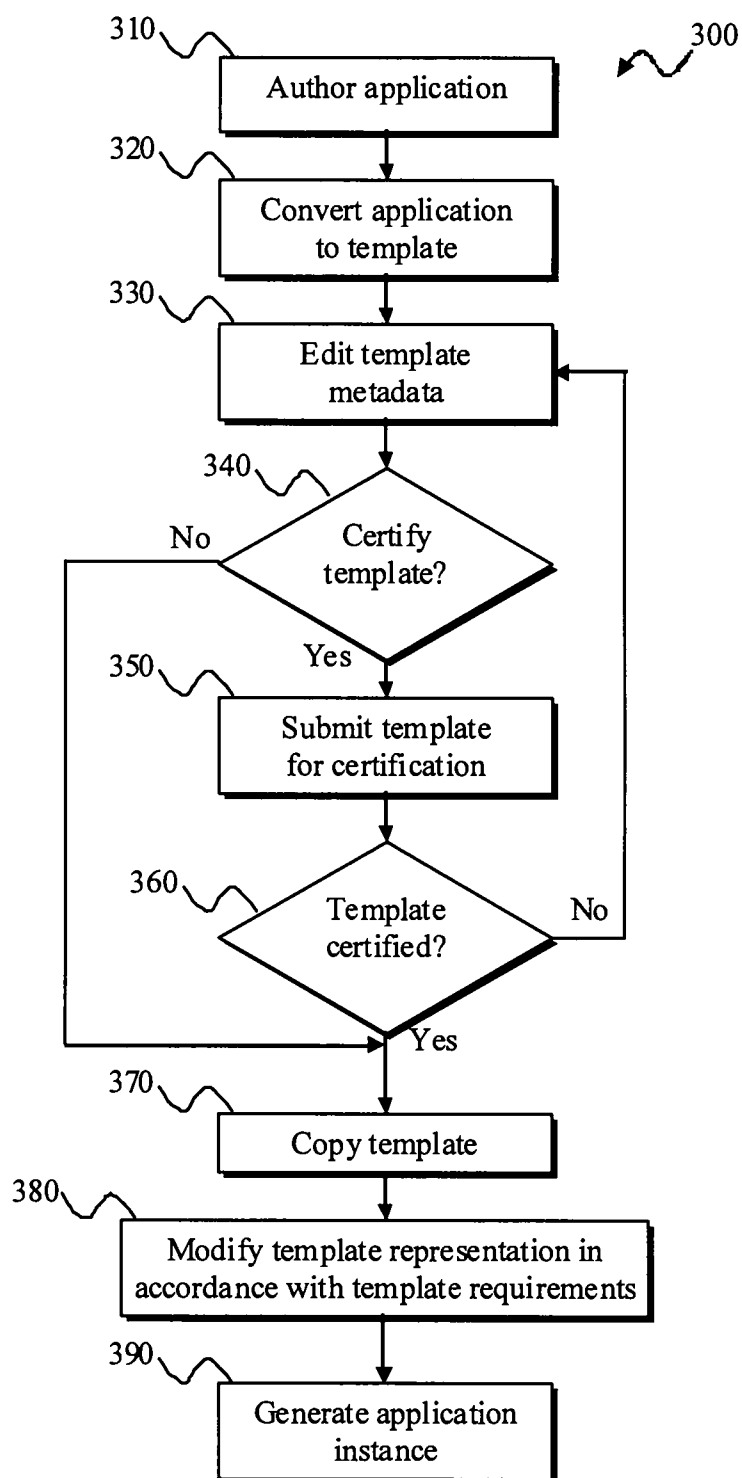 310
300
Author application
320
Convert application
to template
330
Edit template
metadata
340
No
Certify
template?
Yes
350
Submit template
for certification
360
Template
certified?
No
Yes
370
Copy template
380
Modify template representation in
accordance with template requirements
390
Generate application
instance